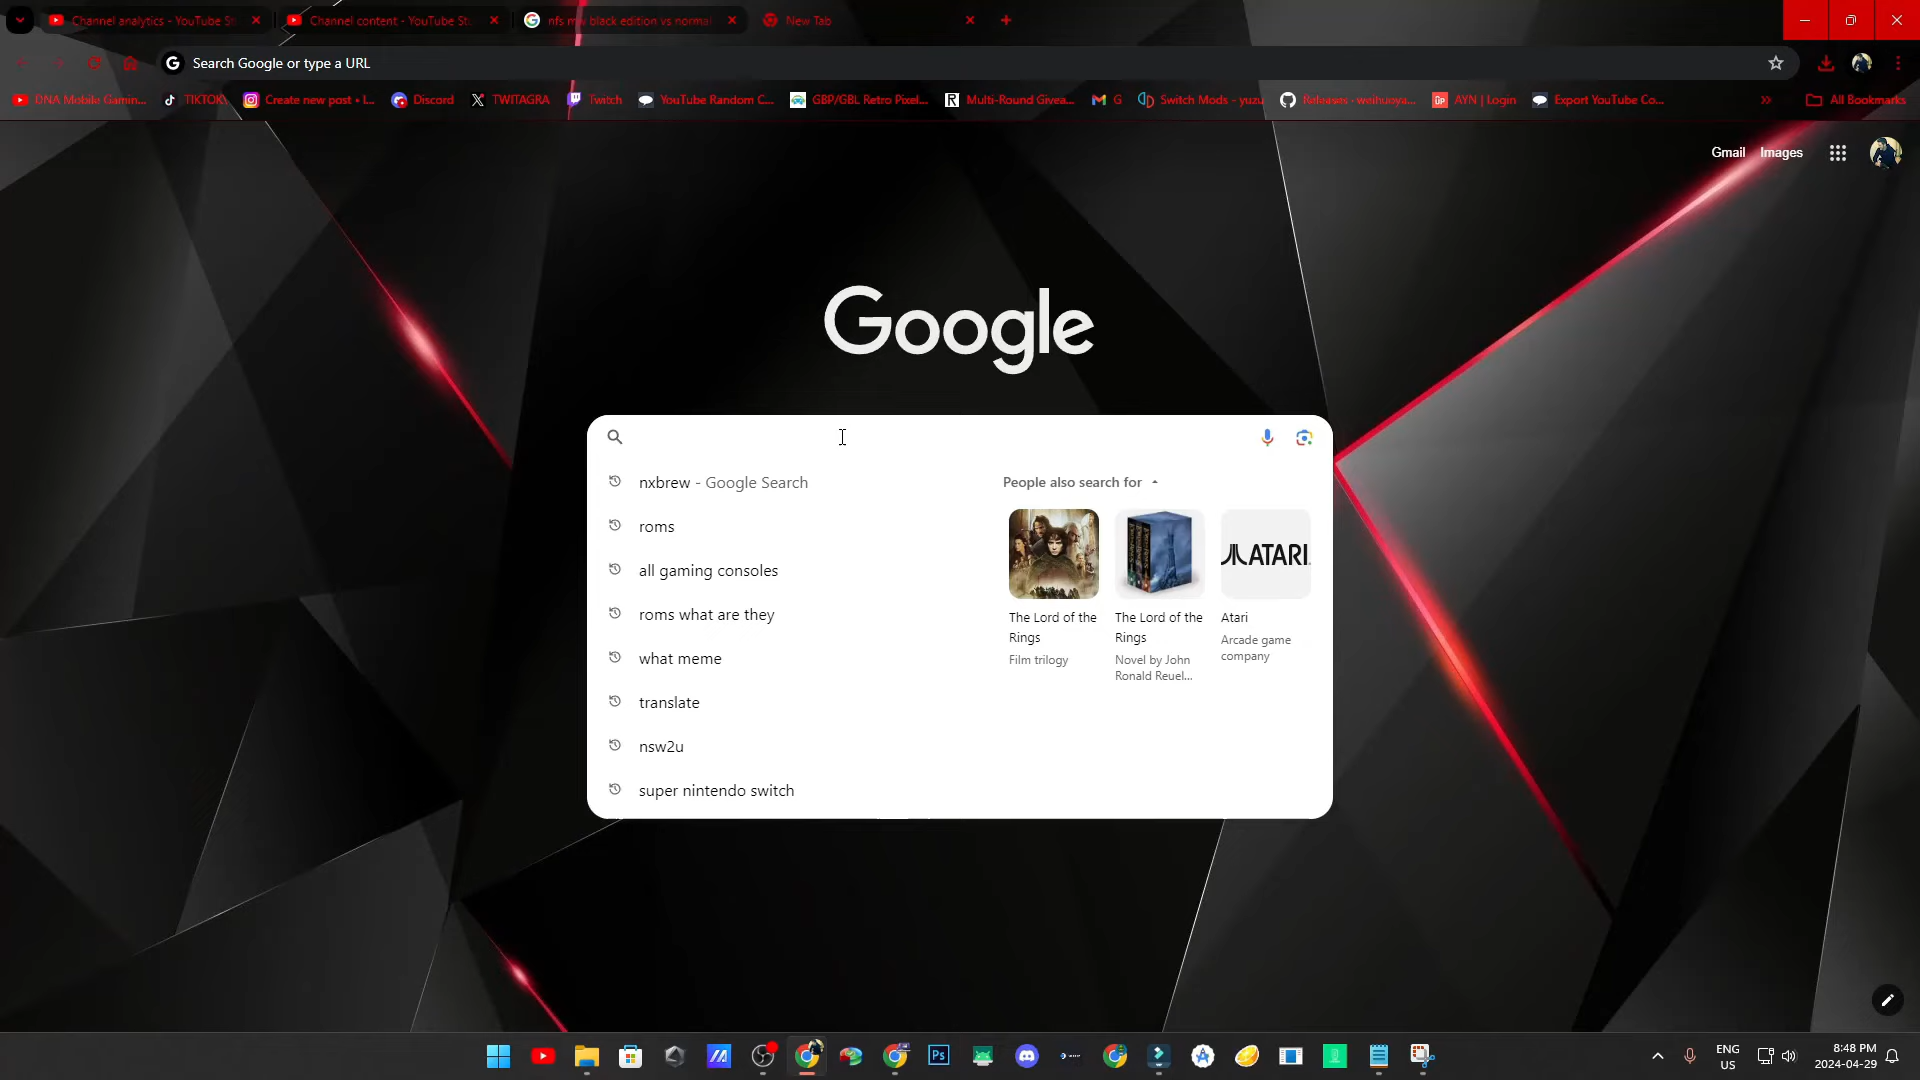 Channel analytics - YouTube St
Channel content - YouTube St
nfs mw black edition vs normal
New Tab
Search Google or type a URL
DNA Mobile Gamin...
TIKTOK
Create new post • I...
Discord
TWITAGRA
Twitch
YouTube Random C...
GBP/GBL Retro Pixel...
Multi-Round Givea...
G
Switch Mods - yuzu
Releases · weihuoya...
AYN | Login
Export YouTube Co...
All Bookmarks
Gmail
Images
Google
nxbrew - Google Search
roms
all gaming consoles
roms what are they
what meme
translate
nsw2u
super nintendo switch
People also search for
The Lord of the
Rings
Film trilogy
The Lord of the
Rings
Novel by John
Ronald Reuel...
ATARI
Atari
Arcade game
company
Ps
ENG
US
8:48 PM
2024-04-29